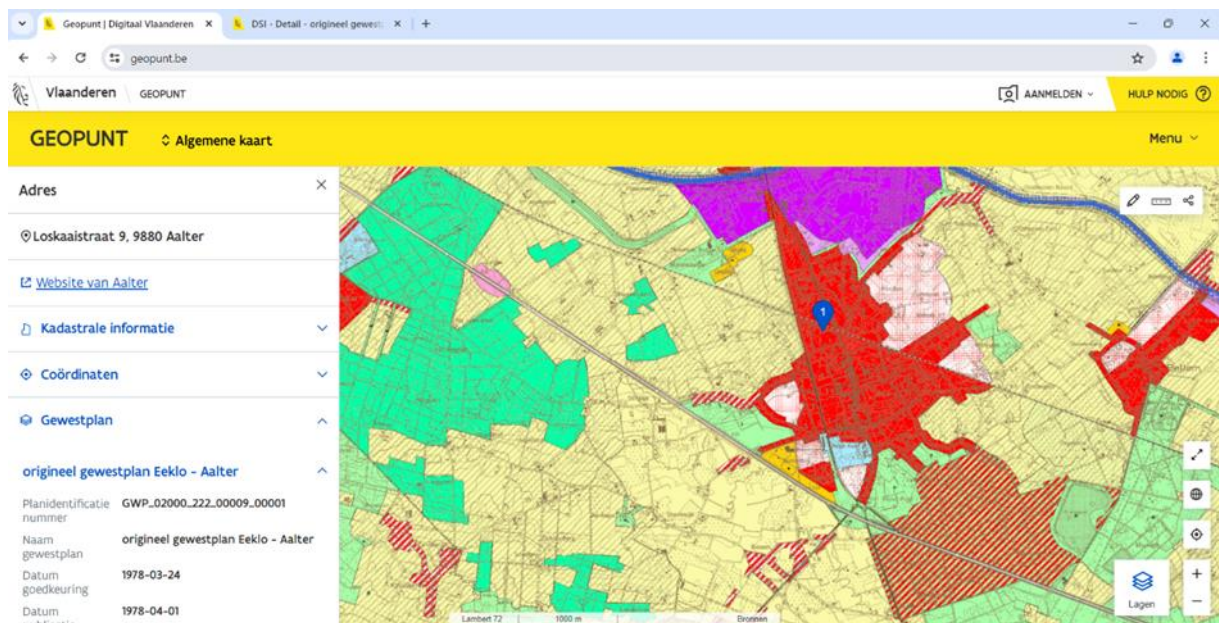 Geopunt | Digitaal Vlaanderen
DSI - Detail - origineel gewest
geopunt.be
Vlaanderen GEOPUNT
AANMELDEN
HULP NODIG
GEOPUNT Algemene kaart
Menu
Adres
Loskaaistraat 9, 9880 Aalter
Website van Aalter
Kadastrale informatie
Coördinaten
Gewestplan
origineel gewestplan Eeklo - Aalter
Planidentificatie nummer GWP_02000_222_00009_00001
Naam gewestplan origineel gewestplan Eeklo - Aalter
Datum goedkeuring 1978-03-24
Datum 1978-04-01
1
Lagen
Lambert 72 1000 m Bronnen